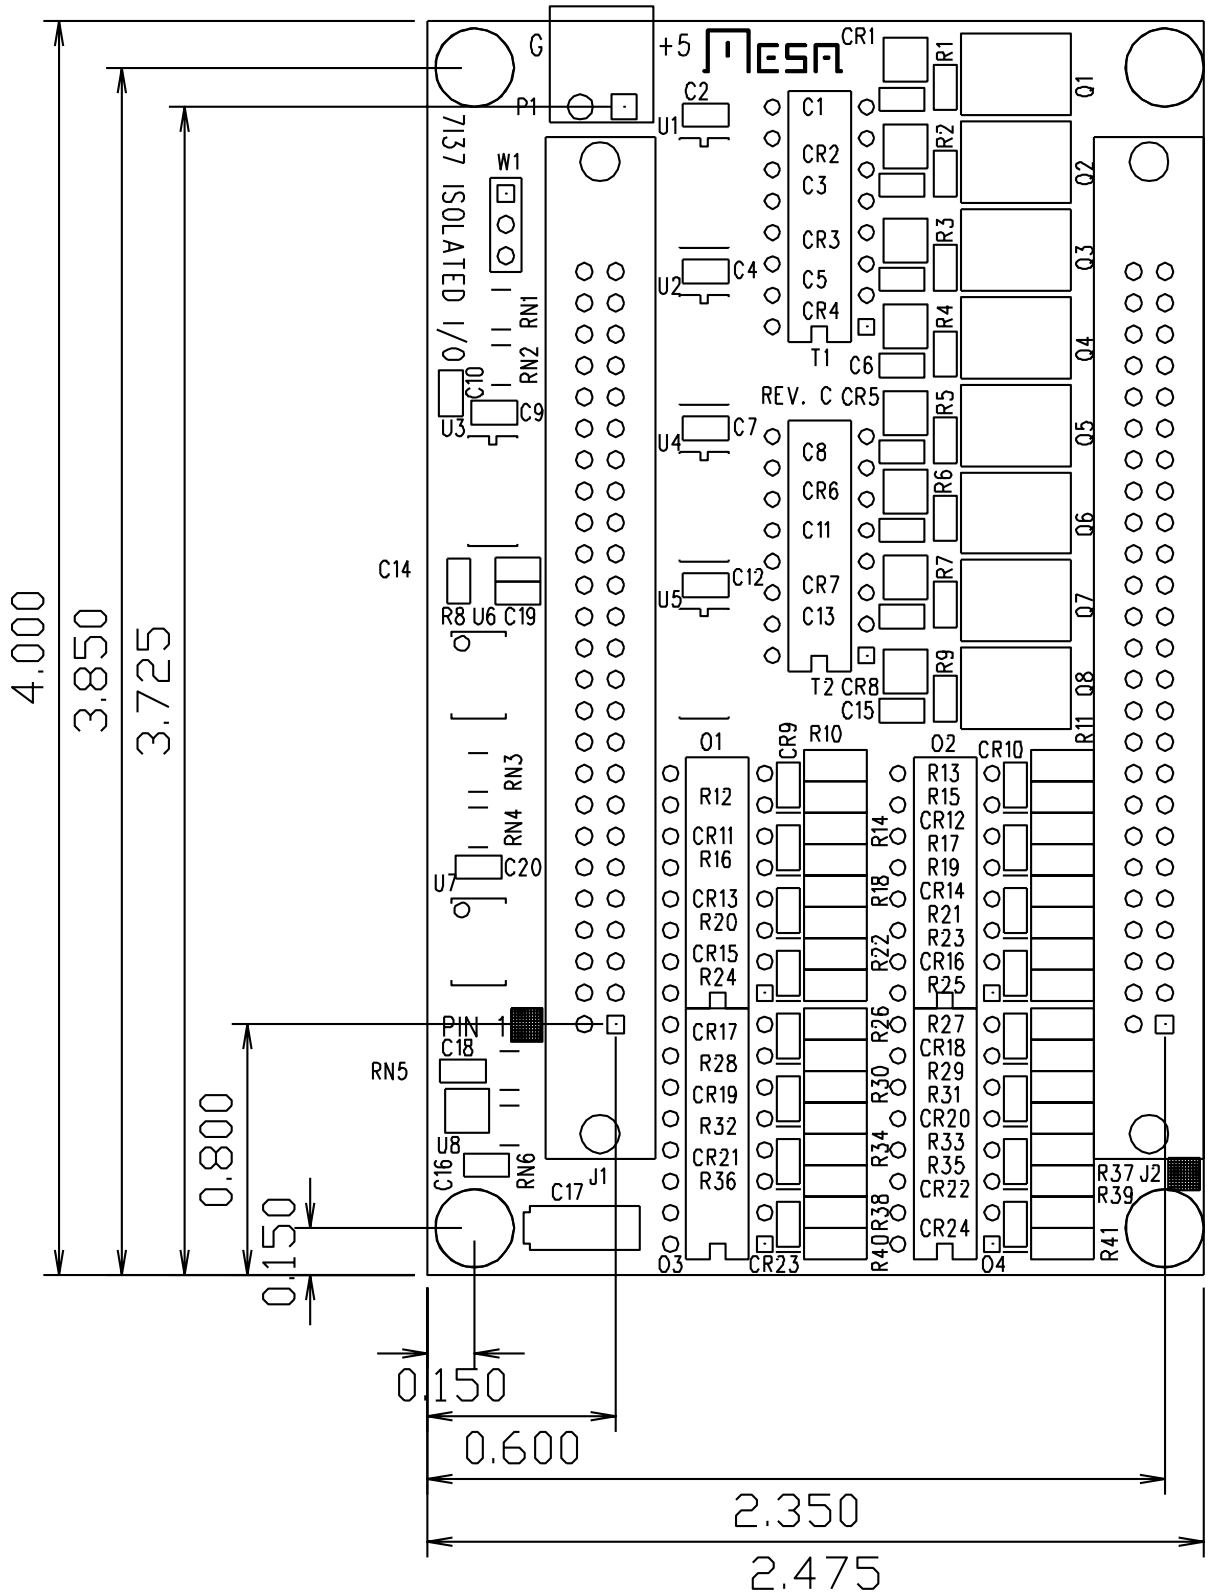 G
+5
MESA
CR1
R1
Q1
P1
C2
U1
C1
7I37 ISOLATED I/O
W1
CR2
C3
R2
Q2
CR3
R3
Q3
U2
C4
C5
RN1
CR4
R4
Q4
T1
C6
RN2
C10
REV. C
CR5
R5
Q5
U3
C9
U4
C7
C8
CR6
R6
Q6
C11
C14
R8
U6
C19
U5
C12
CR7
C13
R7
Q7
T2
CR8
R9
Q8
C15
R11
O1
CR9
R10
O2
CR10
RN3
R12
R13
R15
RN4
CR11
R16
R14
CR12
R17
R19
U7
C20
CR13
R20
R18
CR14
R21
R23
CR15
R24
R22
CR16
R25
PIN 1
CR17
R26
R27
CR18
C18
RN5
R28
R29
CR19
R30
R31
CR20
U8
R32
R34
R33
C16
RN6
CR21
R36
R35
CR22
J1
R37
J2
R39
C17
R38
CR24
R40
R41
O3
CR23
O4
4.000
3.850
3.725
0.800
0.150
0.150
0.600
2.350
2.475